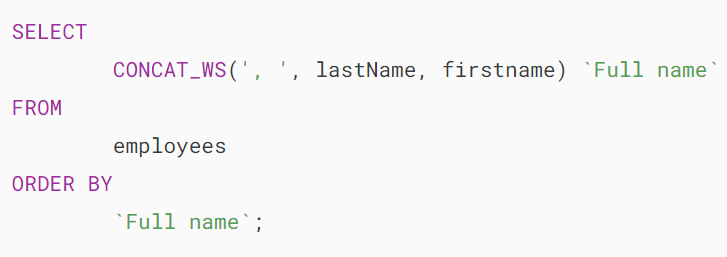 SELECT
CONCAT_WS(', ', lastName, firstname) `Full name`
FROM
employees
ORDER BY
`Full name`;